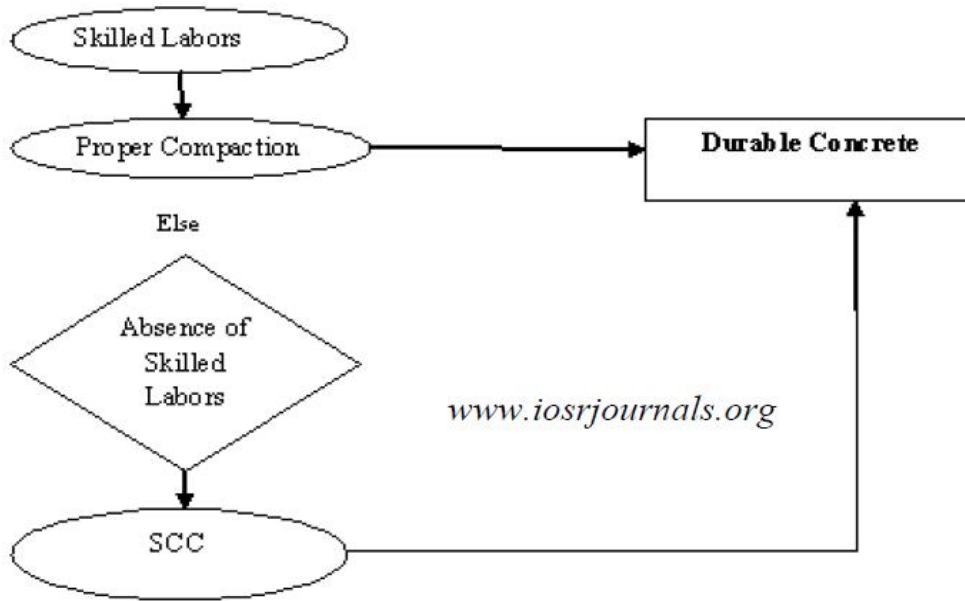 Skilled Labors
Proper Compaction
Durable Concrete
Else
Absence of
Skilled
Labors
www.iosrjournals.org
SCC